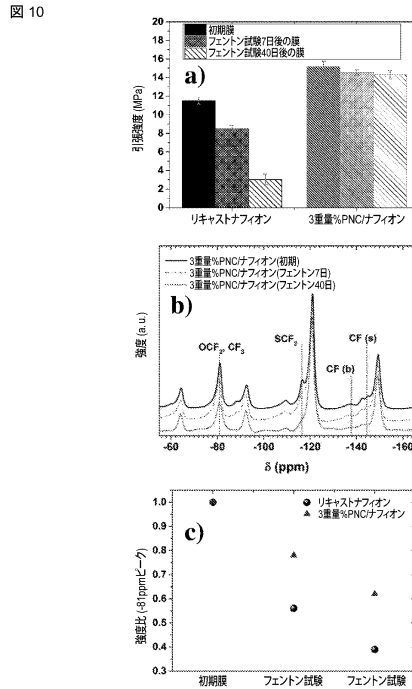 図 10
初期膜
フェントン試験7日後の膜
フェントン試験40日後の膜
a)
引張強度 (MPa)
20
18
16
14
12
10
8
6
4
2
0
リキャストナフィオン
3重量%PNC/ナフィオン
3重量%PNC/ナフィオン(初期)
3重量%PNC/ナフィオン(フェントン7日)
3重量%PNC/ナフィオン(フェントン40日)
b)
強度 (a.u.)
OCF2, CF3
SCF2
CF (b)
CF (s)
-60 -80 -100 -120 -140 -160
δ (ppm)
リキャストナフィオン
3重量%PNC/ナフィオン
c)
強度比 (-81ppmピーク)
1.0
0.9
0.8
0.7
0.6
0.5
0.4
0.3
初期膜 フェントン試験 フェントン試験